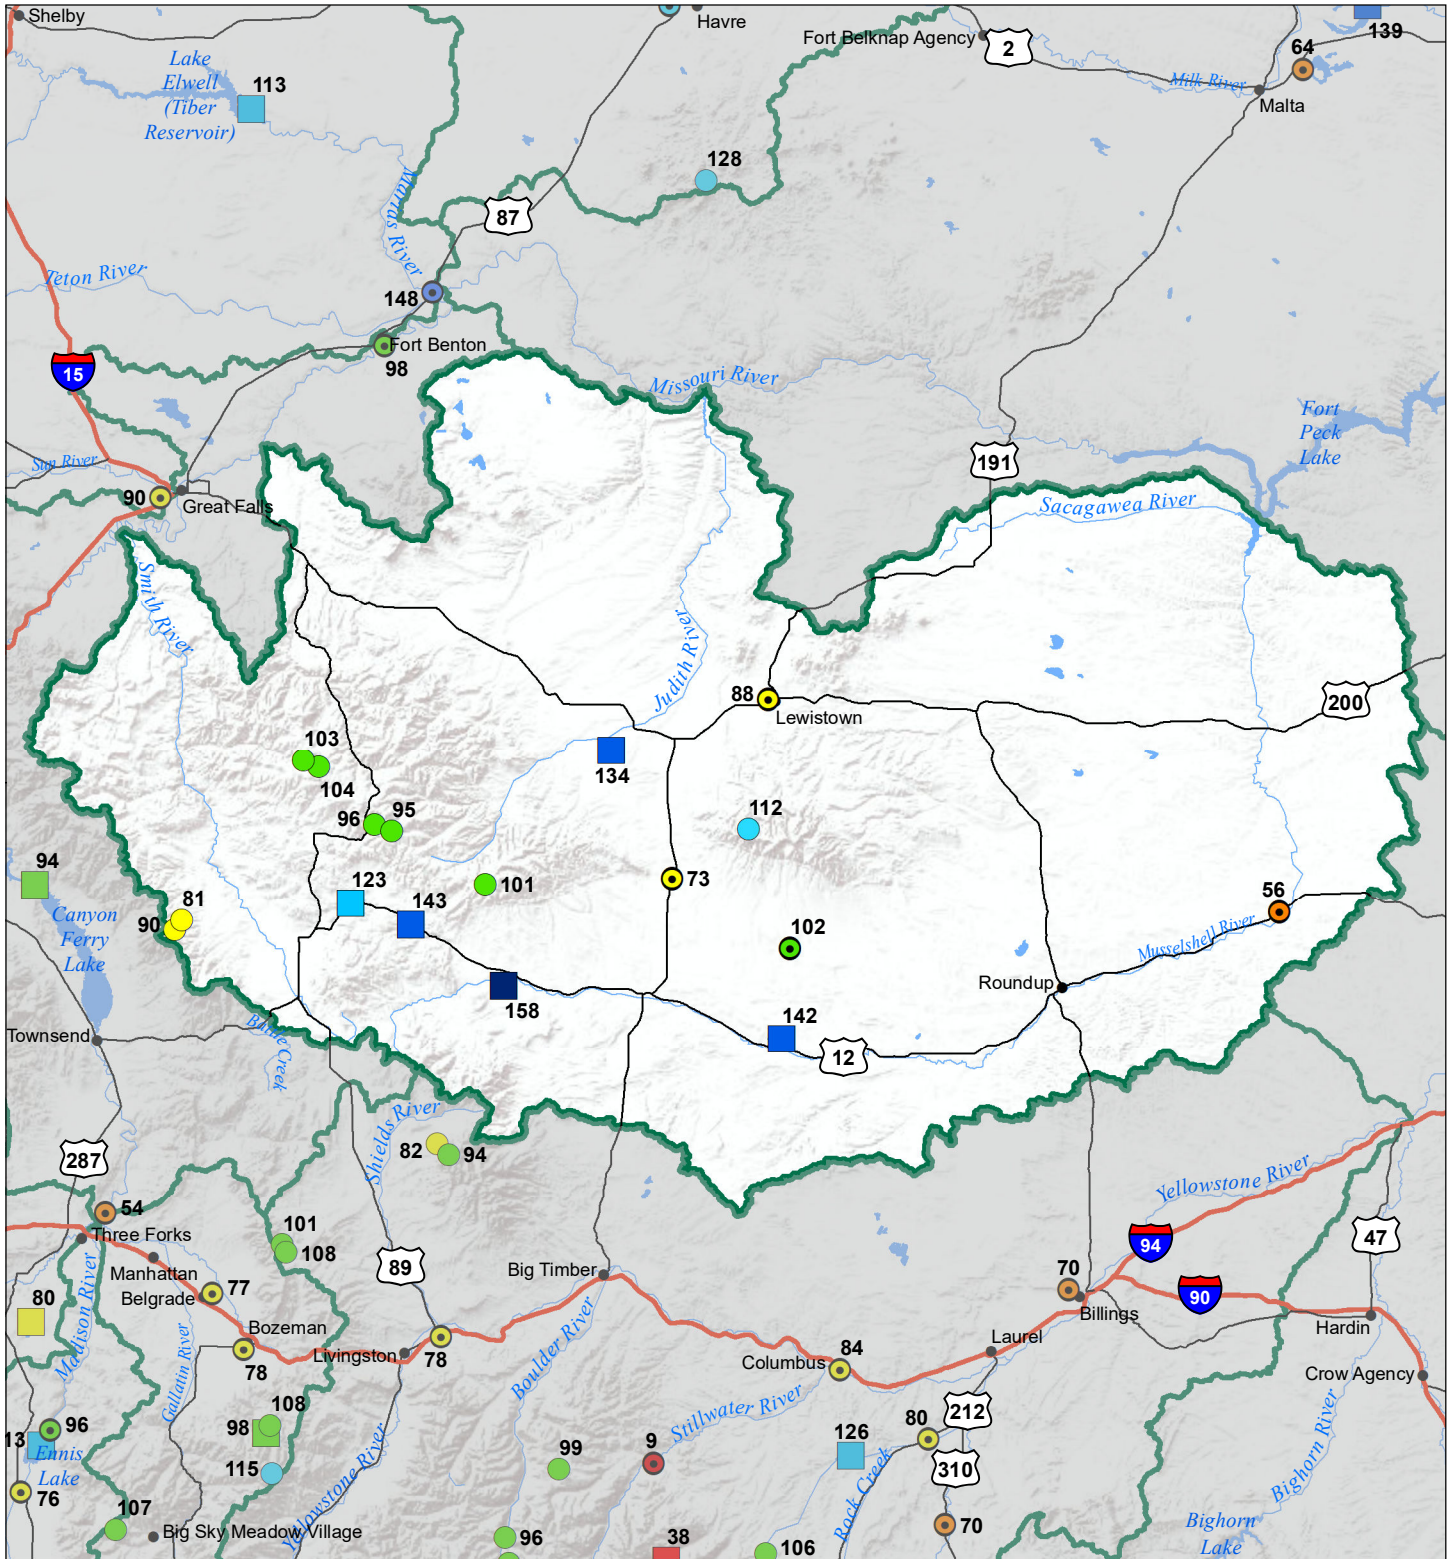 Shelby
Havre
Fort Belknap Agency
2
139
64
Lake
Elwell
(Tiber
Reservoir)
113
Milk River
Malta
128
Marias River
87
Teton River
148
Fort Benton
98
15
Missouri River
Fort
Peck
Lake
Sun River
191
90
Great Falls
Sacagawea River
Smith River
Judith River
88
Lewistown
200
103
104
134
96
95
112
94
123
143
101
73
56
81
90
Canyon
Ferry
Lake
102
Musselshell River
Roundup
158
142
12
Townsend
Battle Creek
Shields River
82
94
287
54
Three Forks
101
108
Yellowstone River
94
47
Manhattan
Belgrade
77
89
Big Timber
70
90
Billings
80
Madison River
Bozeman
78
Livingston
78
Gallatin River
Boulder River
Columbus
84
Laurel
Hardin
Crow Agency
108
98
96
13
Ennis
Lake
115
76
107
Big Sky Meadow Village
Yellowstone River
99
9
Stillwater River
126
80
212
310
Rock Creek
70
Bighorn River
Bighorn
Lake
96
38
106